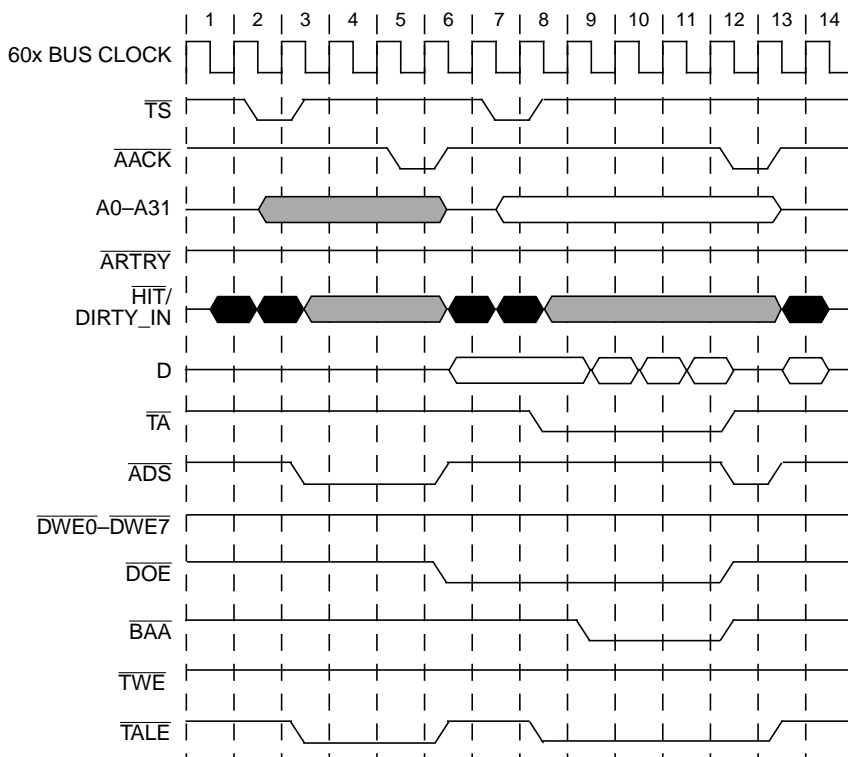 1 2 3 4 5 6 7 8 9 10 11 12 13 14
60x BUS CLOCK
TS
AACK
A0–A31
ARTRY
HIT/
DIRTY_IN
D
TA
ADS
DWE0–DWE7
DOE
BAA
TWE
TALE